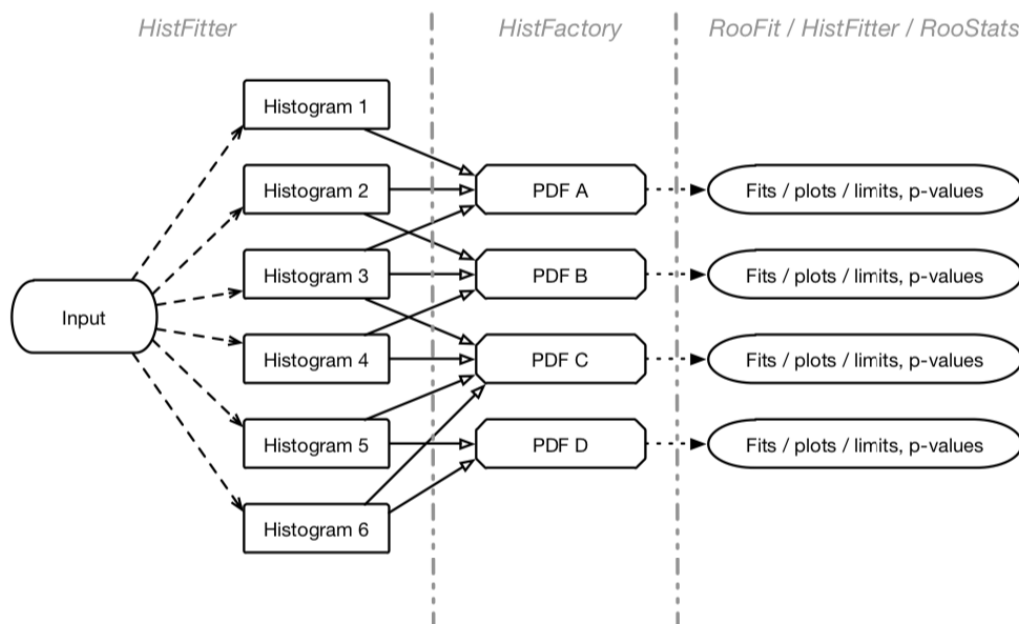 HistFitter
HistFactory
RooFit / HistFitter / RooStats
Histogram 1
Histogram 2
PDF A
Fits / plots / limits, p-values
Histogram 3
PDF B
Fits / plots / limits, p-values
Input
Histogram 4
PDF C
Fits / plots / limits, p-values
Histogram 5
PDF D
Fits / plots / limits, p-values
Histogram 6